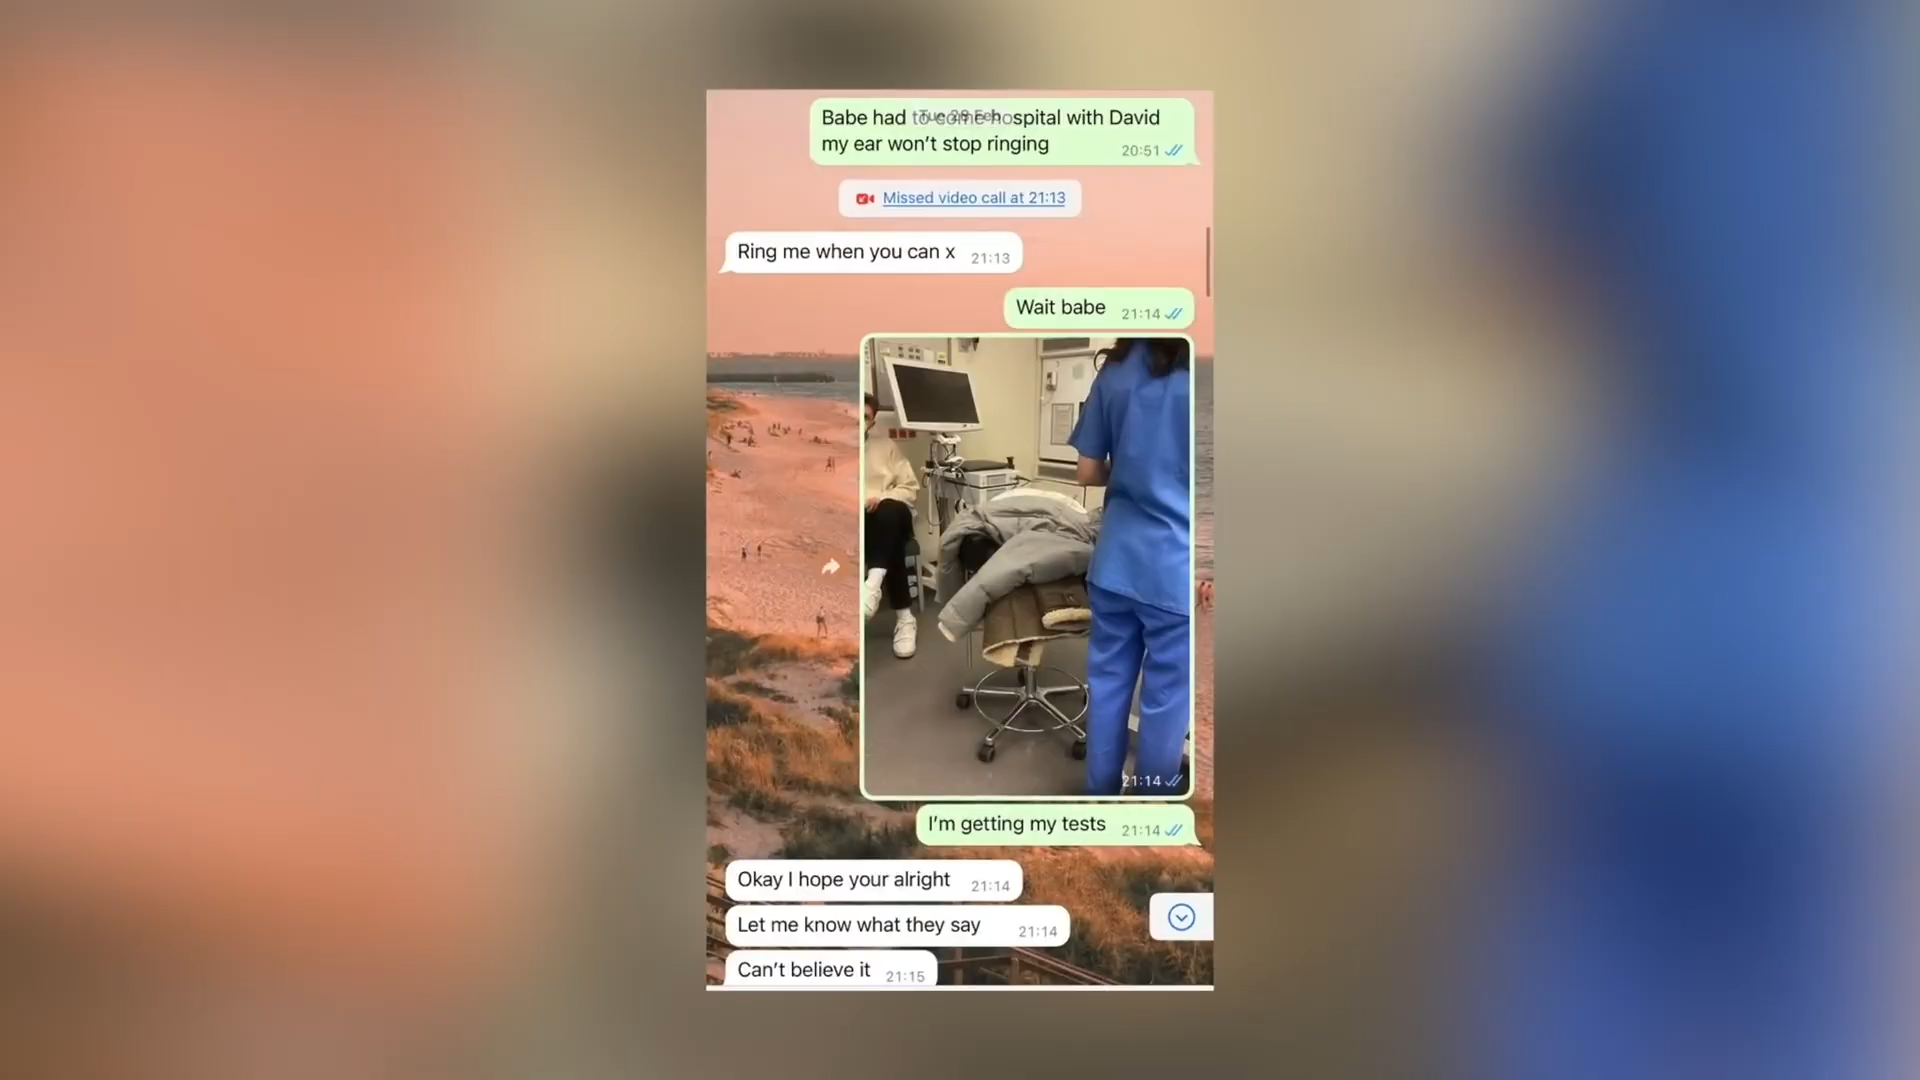 Tue 28 Feb
Babe had to come hospital with David
my ear won't stop ringing
20:51
Missed video call at 21:13
Ring me when you can x 21:13
Wait babe 21:14
21:14
I'm getting my tests 21:14
Okay I hope your alright 21:14
Let me know what they say 21:14
Can't believe it 21:15